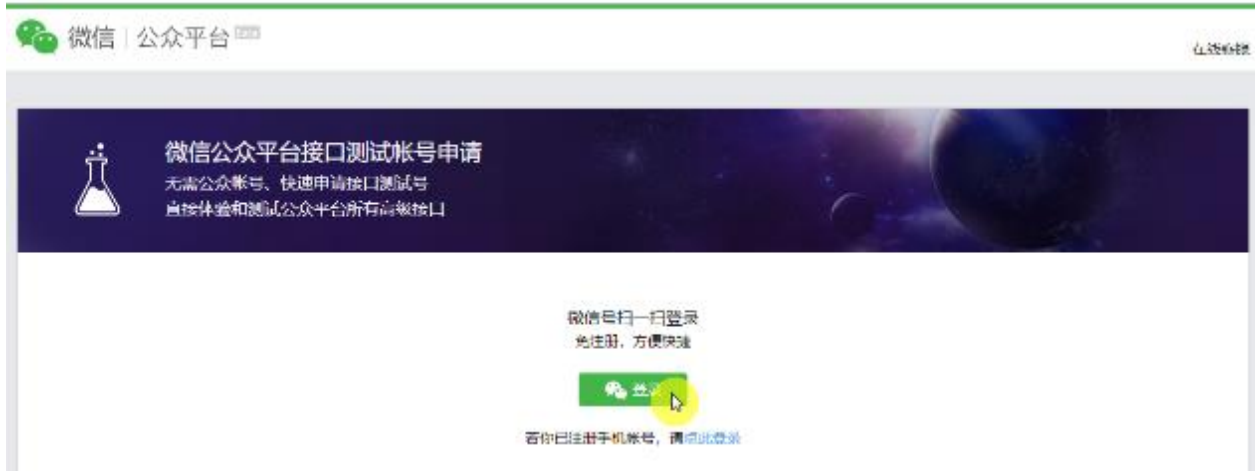 微信 | 公众平台
微信公众平台接口测试帐号申请
无需公众帐号、快速申请接口测试号
直接体验和测试公众平台所有高级接口
微信号扫一扫登录
免注册，方便快速
登录
若你已注册手机帐号，请点此登录